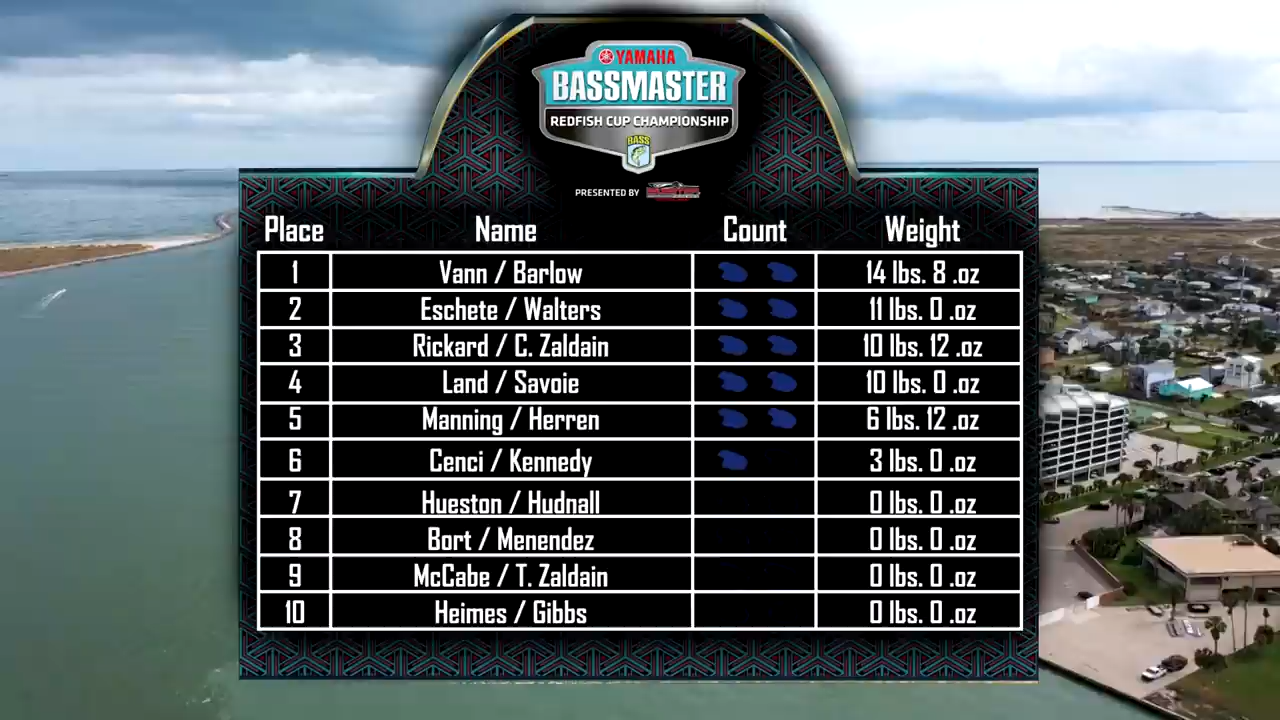 YAMAHA
BASSMASTER
REDFISH CUP CHAMPIONSHIP
BASS
PRESENTED BY
Place Name Count Weight
1 Vann / Barlow 14 lbs. 8 .oz
2 Eschete / Walters 11 lbs. 0 .oz
3 Rickard / C. Zaldain 10 lbs. 12 .oz
4 Land / Savoie 10 lbs. 0 .oz
5 Manning / Herren 6 lbs. 12 .oz
6 Cenci / Kennedy 3 lbs. 0 .oz
7 Hueston / Hudnall 0 lbs. 0 .oz
8 Bort / Menendez 0 lbs. 0 .oz
9 McCabe / T. Zaldain 0 lbs. 0 .oz
10 Heimes / Gibbs 0 lbs. 0 .oz